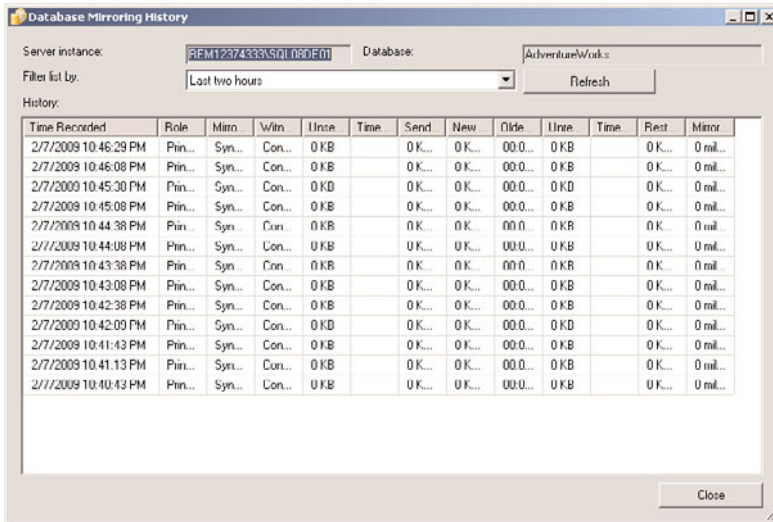 Database Mirroring History
Server instance: REM12374333\SQL08DE01 Database: AdventureWorks
Filter list by: Last two hours Refresh
History:
Time Recorded Role Mirro... Witn... Unse... Time... Send... New... Olde... Unre... Time... Rest... Mirror...
2/7/2009 10:46:29 PM Prin... Syn... Con... 0 KB 0 K... 0 K... 00:0... 0 KB 0 K... 0 mil...
2/7/2009 10:46:08 PM Prin... Syn... Con... 0 KB 0 K... 0 K... 00:0... 0 KB 0 K... 0 mil...
2/7/2009 10:45:38 PM Prin... Syn... Con... 0 KB 0 K... 0 K... 00:0... 0 KB 0 K... 0 mil...
2/7/2009 10:45:08 PM Prin... Syn... Con... 0 KB 0 K... 0 K... 00:0... 0 KB 0 K... 0 mil...
2/7/2009 10:44:38 PM Prin... Syn... Con... 0 KB 0 K... 0 K... 00:0... 0 KB 0 K... 0 mil...
2/7/2009 10:44:08 PM Prin... Syn... Con... 0 KB 0 K... 0 K... 00:0... 0 KB 0 K... 0 mil...
2/7/2009 10:43:38 PM Prin... Syn... Con... 0 KB 0 K... 0 K... 00:0... 0 KB 0 K... 0 mil...
2/7/2009 10:43:08 PM Prin... Syn... Con... 0 KB 0 K... 0 K... 00:0... 0 KB 0 K... 0 mil...
2/7/2009 10:42:38 PM Prin... Syn... Con... 0 KB 0 K... 0 K... 00:0... 0 KB 0 K... 0 mil...
2/7/2009 10:42:09 PM Prin... Syn... Con... 0 KB 0 K... 0 K... 00:0... 0 KB 0 K... 0 mil...
2/7/2009 10:41:43 PM Prin... Syn... Con... 0 KB 0 K... 0 K... 00:0... 0 KB 0 K... 0 mil...
2/7/2009 10:41:13 PM Prin... Syn... Con... 0 KB 0 K... 0 K... 00:0... 0 KB 0 K... 0 mil...
2/7/2009 10:40:43 PM Prin... Syn... Con... 0 KB 0 K... 0 K... 00:0... 0 KB 0 K... 0 mil...
Close